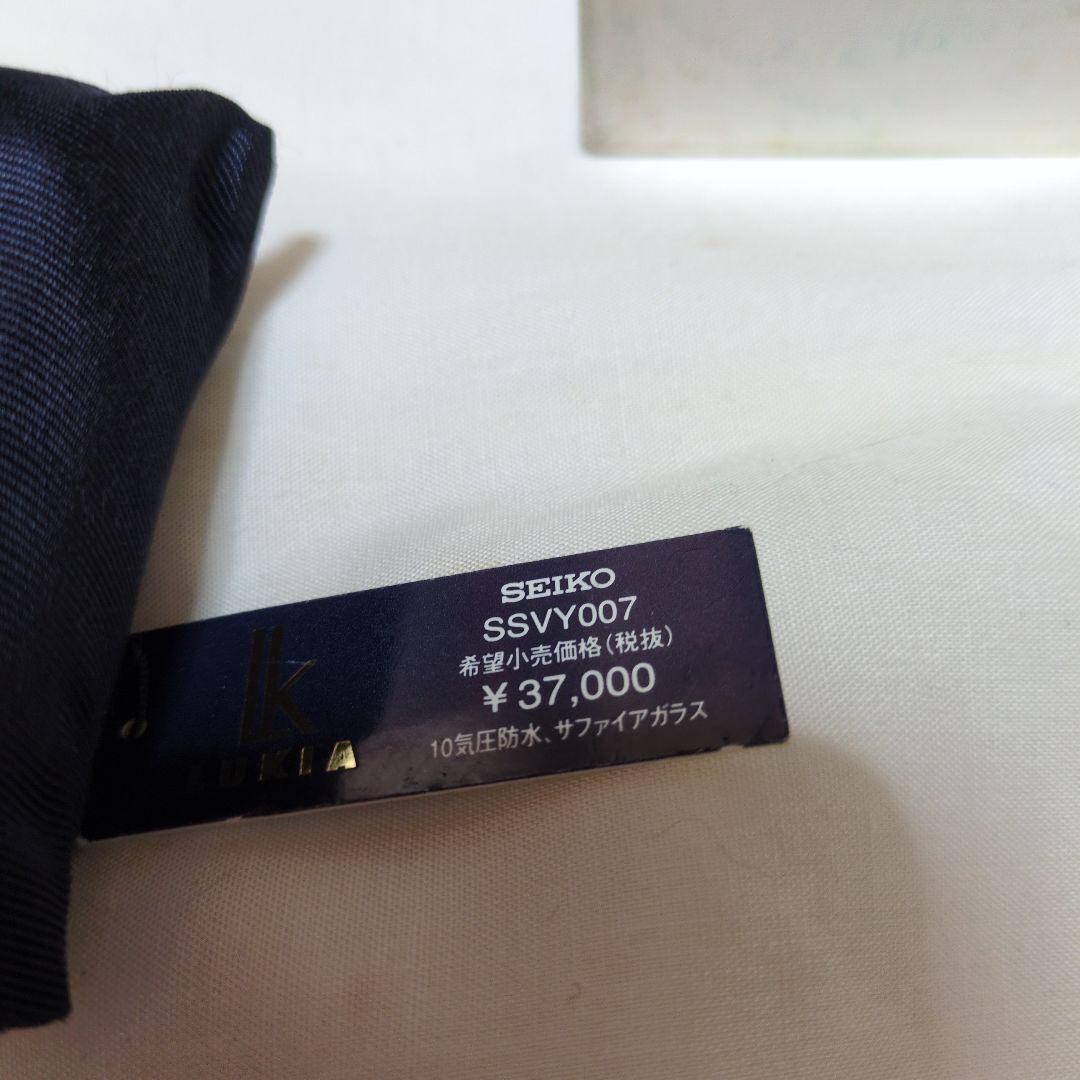 lk
LUKIA
SEIKO
SSVY007
希望小売価格(税抜)
¥37,000
10気圧防水、サファイアガラス